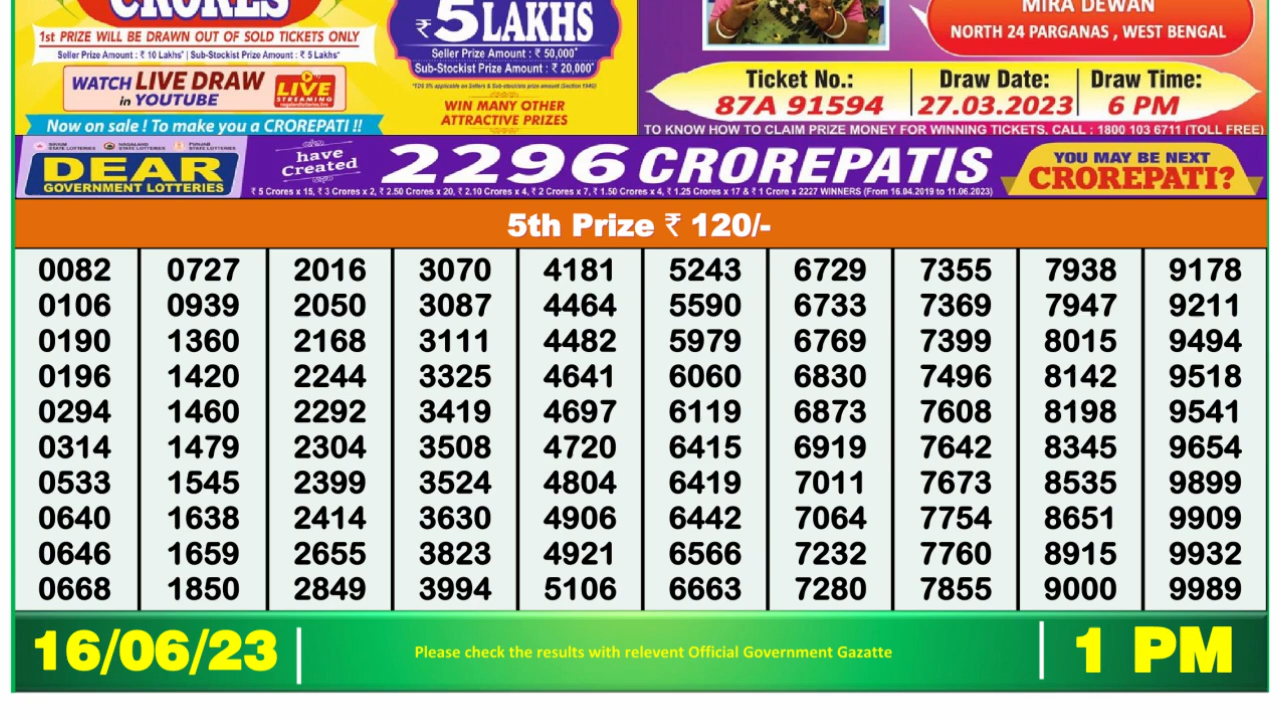 CRORES
1st PRIZE WILL BE DRAWN OUT OF SOLD TICKETS ONLY
Seller Prize Amount : ₹ 10 Lakhs* | Sub-Stockist Prize Amount : ₹ 5 Lakhs*
WATCH LIVE DRAW
in YOUTUBE
LIVE
STREAMING
Now on sale ! To make you a CROREPATI !!
₹ 5 LAKHS
Seller Prize Amount : ₹ 50,000*
Sub-Stockist Prize Amount : ₹ 20,000*
WIN MANY OTHER
ATTRACTIVE PRIZES
MIRA DEWAN
NORTH 24 PARGANAS , WEST BENGAL
Ticket No.: Draw Date: Draw Time:
87A 91594 27.03.2023 6 PM
TO KNOW HOW TO CLAIM PRIZE MONEY FOR WINNING TICKETS, CALL : 1800 103 6711 (TOLL FREE)
DEAR
GOVERNMENT LOTTERIES
have
Created
2296 CROREPATIS
₹ 5 Crores x 15, ₹ 3 Crores x 2, ₹ 2.50 Crores x 20, ₹ 2.10 Crores x 4, ₹ 2 Crores x 7, ₹ 1.50 Crores x 4, ₹ 1.25 Crores x 17 & ₹ 1 Crore x 2227 WINNERS (From 16.04.2019 to 11.06.2023)
YOU MAY BE NEXT
CROREPATI?
5th Prize ₹ 120/-
0082 0727 2016 3070 4181 5243 6729 7355 7938 9178
0106 0939 2050 3087 4464 5590 6733 7369 7947 9211
0190 1360 2168 3111 4482 5979 6769 7399 8015 9494
0196 1420 2244 3325 4641 6060 6830 7496 8142 9518
0294 1460 2292 3419 4697 6119 6873 7608 8198 9541
0314 1479 2304 3508 4720 6415 6919 7642 8345 9654
0533 1545 2399 3524 4804 6419 7011 7673 8535 9899
0640 1638 2414 3630 4906 6442 7064 7754 8651 9909
0646 1659 2655 3823 4921 6566 7232 7760 8915 9932
0668 1850 2849 3994 5106 6663 7280 7855 9000 9989
16/06/23
Please check the results with relevent Official Government Gazatte
1 PM